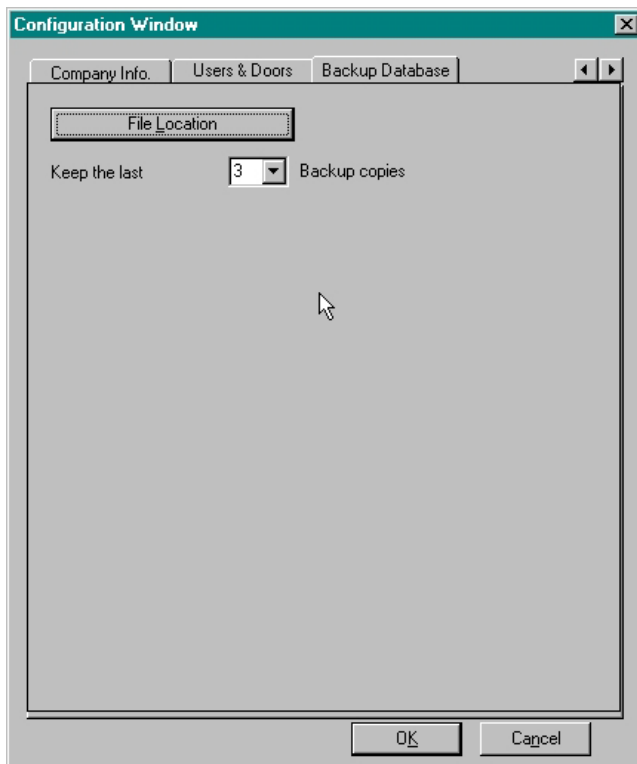 Configuration Window
Company Info. Users & Doors Backup Database
File Location
Keep the last 3 Backup copies
OK Cancel